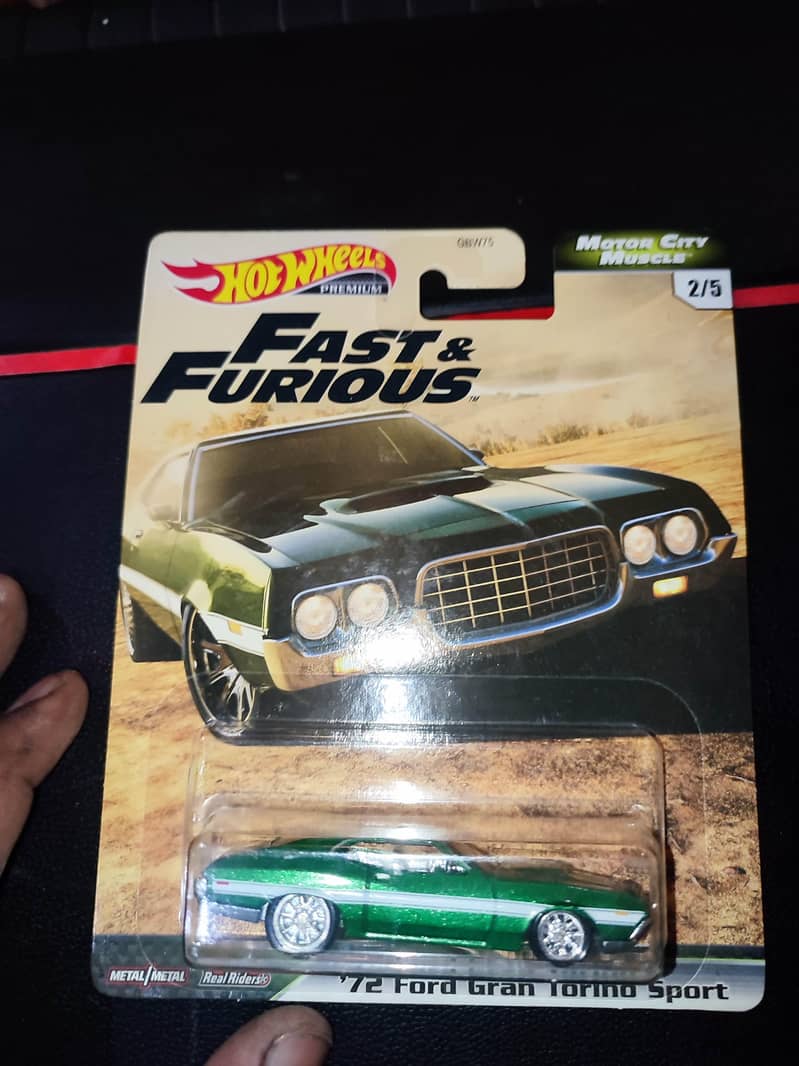 HOT WHEELS
PREMIUM
GBW75
MOTOR CITY
MUSCLE
2/5
FAST &
FURIOUS™
METAL/METAL
Real Riders
'72 Ford Gran Torino Sport